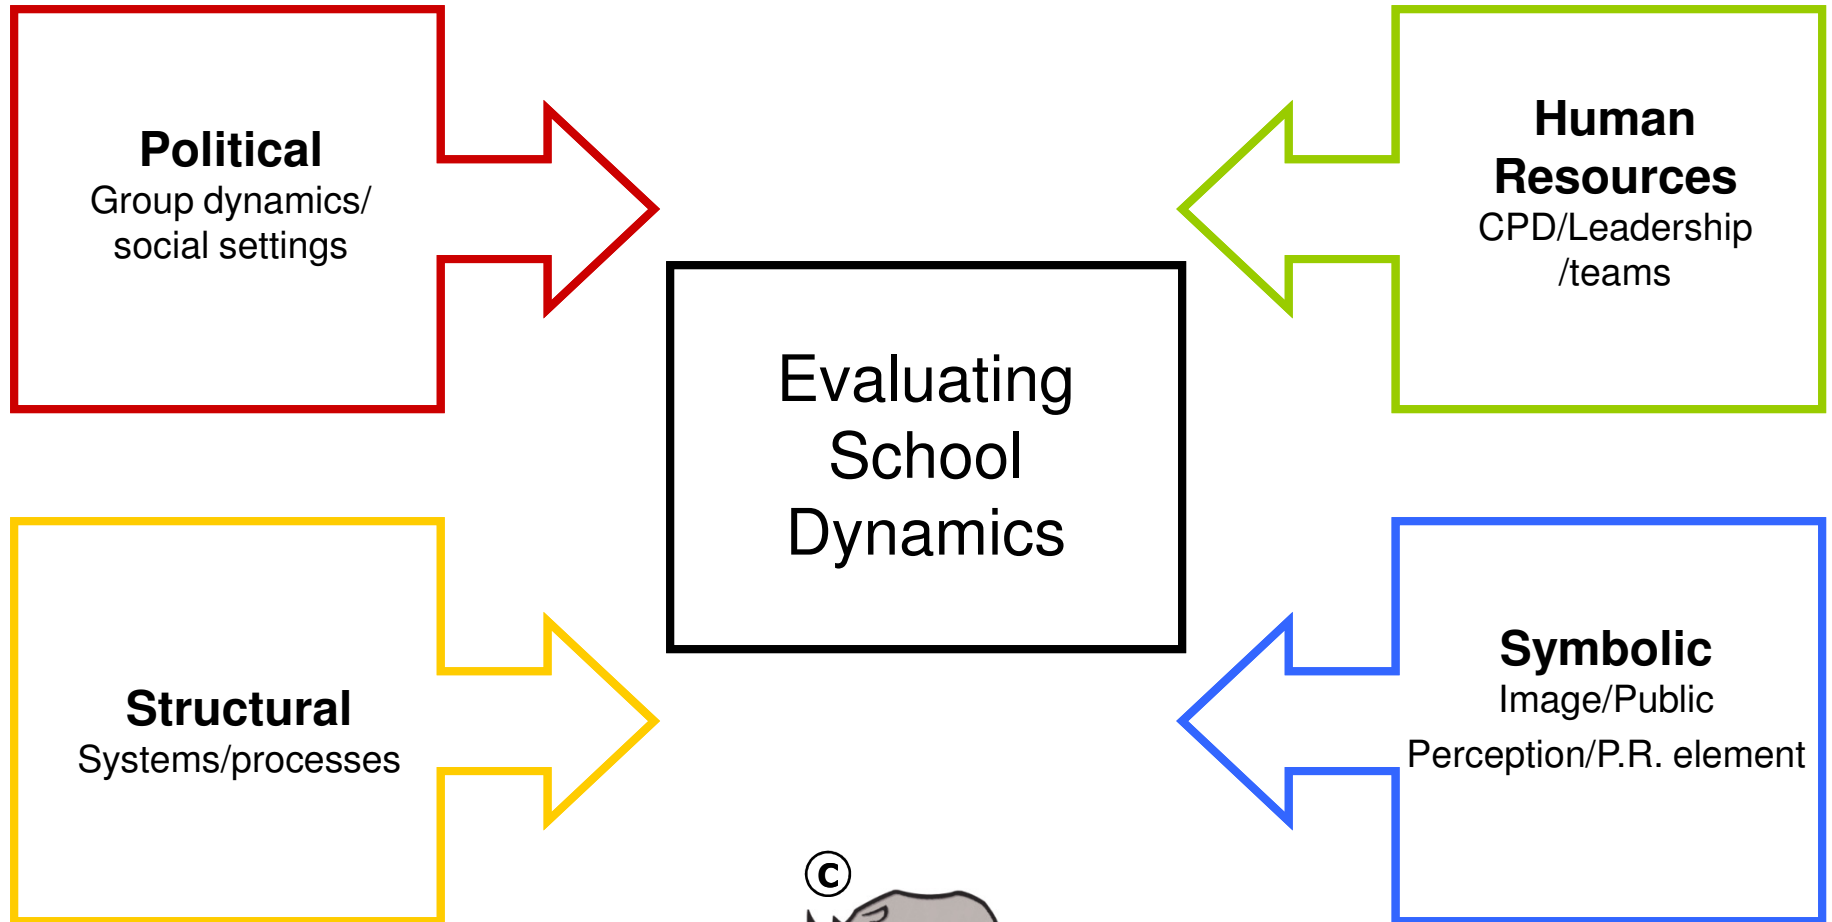 Political
Group dynamics/
social settings
Human
Resources
CPD/Leadership
/teams
Evaluating
School
Dynamics
Structural
Systems/processes
Symbolic
Image/Public
Perception/P.R. element
©